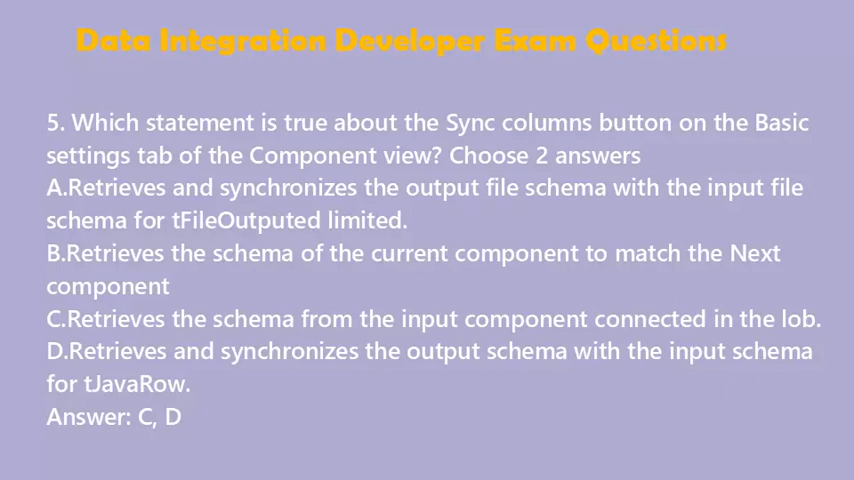 Data Integration Developer Exam Questions
5. Which statement is true about the Sync columns button on the Basic
settings tab of the Component view? Choose 2 answers
A.Retrieves and synchronizes the output file schema with the input file
schema for tFileOutputed limited.
B.Retrieves the schema of the current component to match the Next
component
C.Retrieves the schema from the input component connected in the lob.
D.Retrieves and synchronizes the output schema with the input schema
for tJavaRow.
Answer: C, D